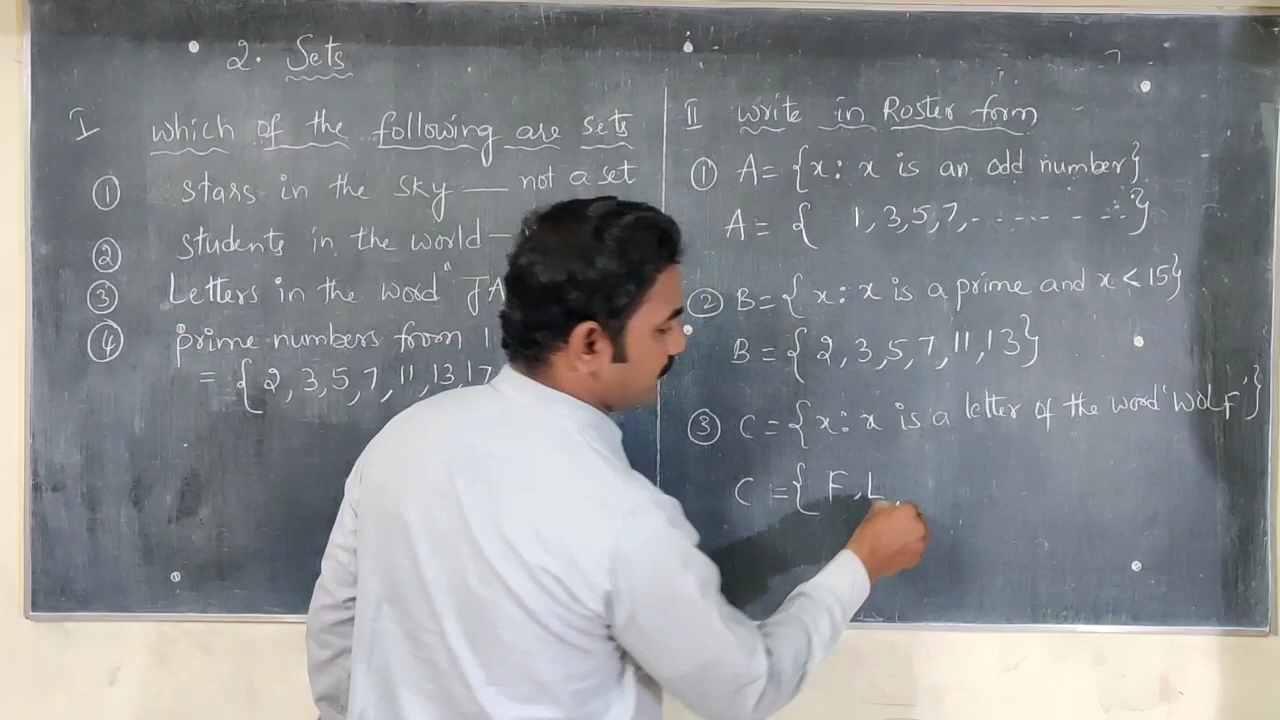 2. Sets
I which of the following are sets
① stars in the sky — not a set
② students in the world —
③ Letters in the word "
④ prime numbers from 1
= { 2, 3, 5, 7, 11, 13, 17
II write in Roster form
① A = {x : x is an odd number}
A = { 1, 3, 5, 7, - - - - - - - - - }
② B = { x : x is a prime and x < 15}
B = { 2, 3, 5, 7, 11, 13}
③ C = {x : x is a letter of the word 'WOLF'}
C = { F, L,